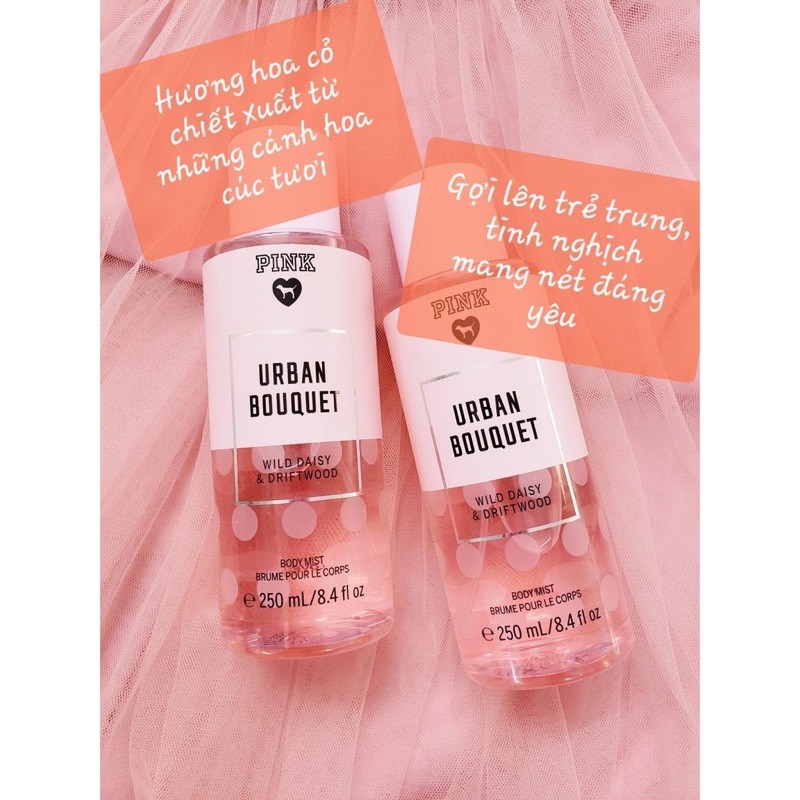 Hương hoa cỏ
chiết xuất từ
những cánh hoa
cúc tươi
Gợi lên trẻ trung,
tinh nghịch
mang nét đáng
yêu
PINK
URBAN
BOUQUET
WILD DAISY
& DRIFTWOOD
BODY MIST
BRUME POUR LE CORPS
e 250 mL/8.4 fl oz
PINK
URBAN
BOUQUET
WILD DAISY
& DRIFTWOOD
BODY MIST
BRUME POUR LE CORPS
e 250 mL/8.4 fl oz